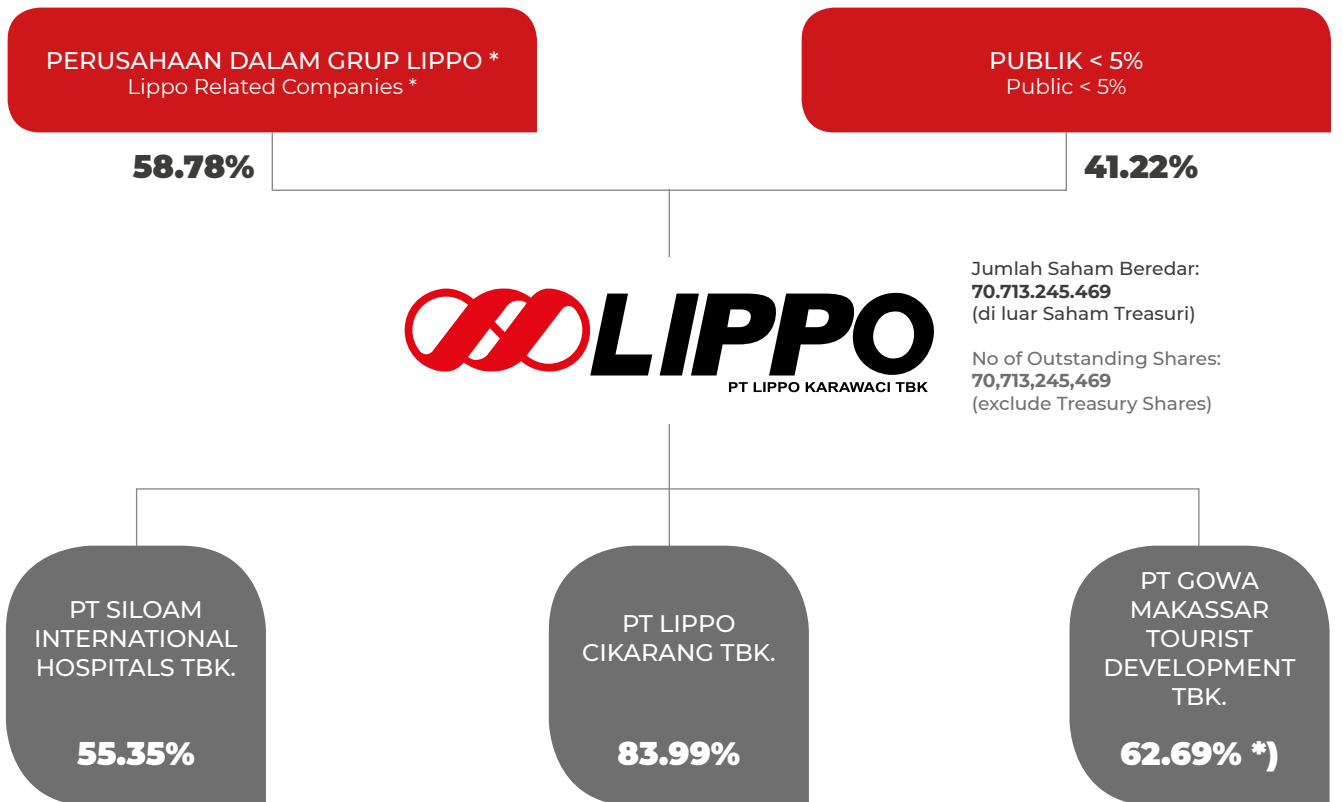 PERUSAHAAN DALAM GRUP LIPPO *
Lippo Related Companies *
PUBLIK < 5%
Public < 5%
58.78%
41.22%
LIPPO
PT LIPPO KARAWACI TBK
Jumlah Saham Beredar:
70.713.245.469
(di luar Saham Treasuri)
No of Outstanding Shares:
70,713,245,469
(exclude Treasury Shares)
PT SILOAM
INTERNATIONAL
HOSPITALS TBK.
55.35%
PT LIPPO
CIKARANG TBK.
83.99%
PT GOWA
MAKASSAR
TOURIST
DEVELOPMENT
TBK.
62.69% *)